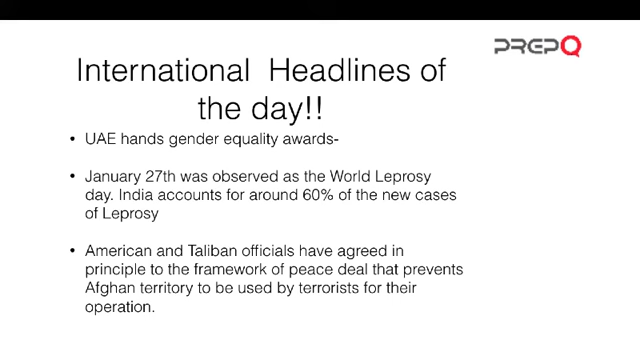 PREPQ
International Headlines of
the day!!
• UAE hands gender equality awards-
• January 27th was observed as the World Leprosy
day. India accounts for around 60% of the new cases
of Leprosy
• American and Taliban officials have agreed in
principle to the framework of peace deal that prevents
Afghan territory to be used by terrorists for their
operation.